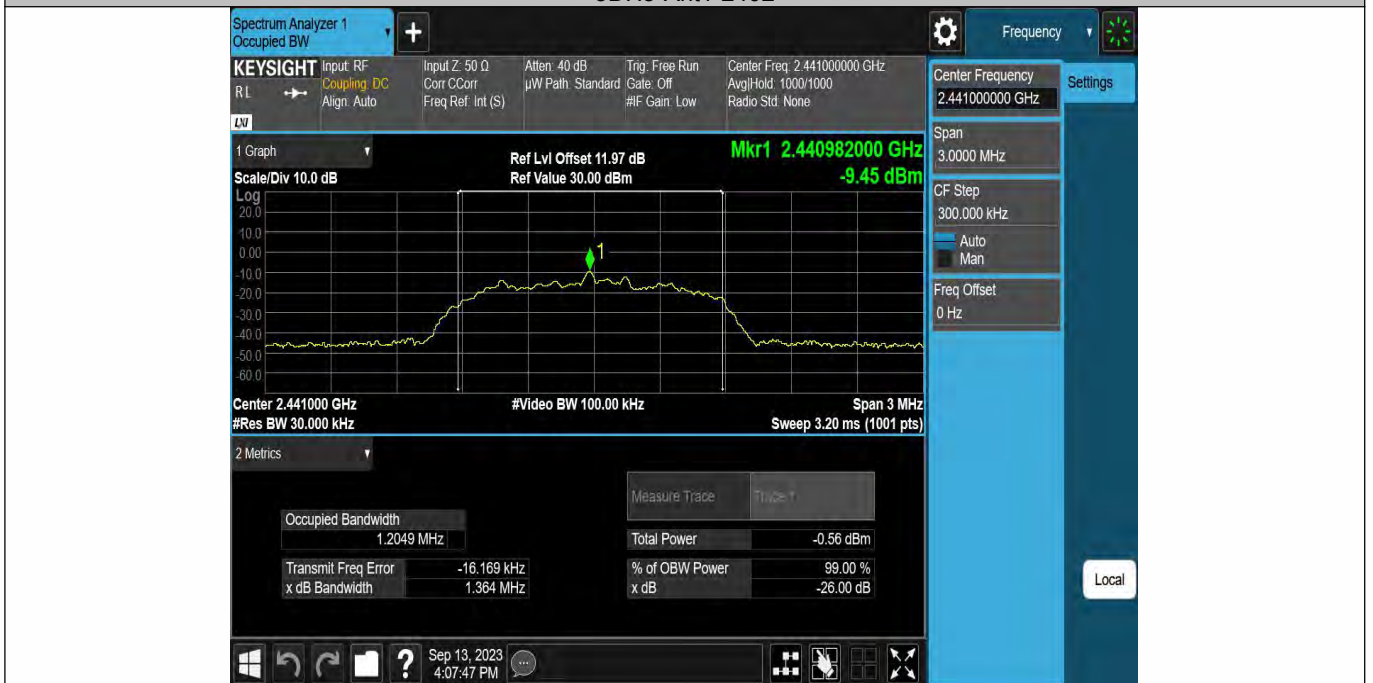 Spectrum Analyzer 1
Occupied BW
+
Frequency
KEYSIGHT
RL
LXI
Input: RF
Coupling: DC
Align: Auto
Input Z: 50 Ω
Corr CCorr
Freq Ref: Int (S)
Atten: 40 dB
µW Path: Standard
Trig: Free Run
Gate: Off
#IF Gain: Low
Center Freq: 2.441000000 GHz
Avg|Hold: 1000/1000
Radio Std: None
Center Frequency
2.441000000 GHz
Settings
Span
3.0000 MHz
CF Step
300.000 kHz
Auto
Man
Freq Offset
0 Hz
Local
1 Graph
Scale/Div 10.0 dB
Ref Lvl Offset 11.97 dB
Ref Value 30.00 dBm
Mkr1 2.440982000 GHz
-9.45 dBm
Log
20.0
10.0
0.00
-10.0
-20.0
-30.0
-40.0
-50.0
-60.0
1
Center 2.441000 GHz
#Video BW 100.00 kHz
Span 3 MHz
#Res BW 30.000 kHz
Sweep 3.20 ms (1001 pts)
2 Metrics
Measure Trace
Trace 1
Occupied Bandwidth
1.2049 MHz
Total Power
-0.56 dBm
Transmit Freq Error
-16.169 kHz
% of OBW Power
99.00 %
x dB Bandwidth
1.364 MHz
x dB
-26.00 dB
?
Sep 13, 2023
4:07:47 PM